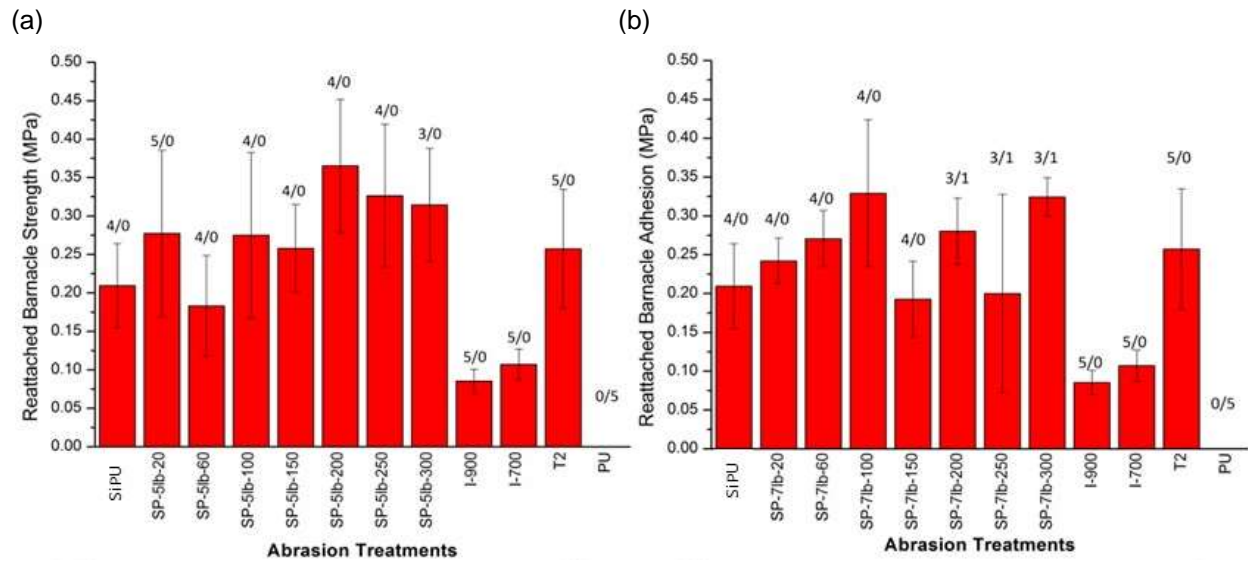 (a)
(b)
Reattached Barnacle Strength (MPa)
0.50
0.45
0.40
0.35
0.30
0.25
0.20
0.15
0.10
0.05
0.00
4/0
5/0
4/0
4/0
4/0
4/0
4/0
3/0
5/0
5/0
5/0
0/5
SiPU
SP-5lb-20
SP-5lb-60
SP-5lb-100
SP-5lb-150
SP-5lb-200
SP-5lb-250
SP-5lb-300
I-900
I-700
T2
PU
Abrasion Treatments
Reattached Barnacle Adhesion (MPa)
0.50
0.45
0.40
0.35
0.30
0.25
0.20
0.15
0.10
0.05
0.00
4/0
4/0
4/0
4/0
4/0
3/1
3/1
3/1
5/0
5/0
5/0
0/5
SiPU
SP-7lb-20
SP-7lb-60
SP-7lb-100
SP-7lb-150
SP-7lb-200
SP-7lb-250
SP-7lb-300
I-900
I-700
T2
PU
Abrasion Treatments